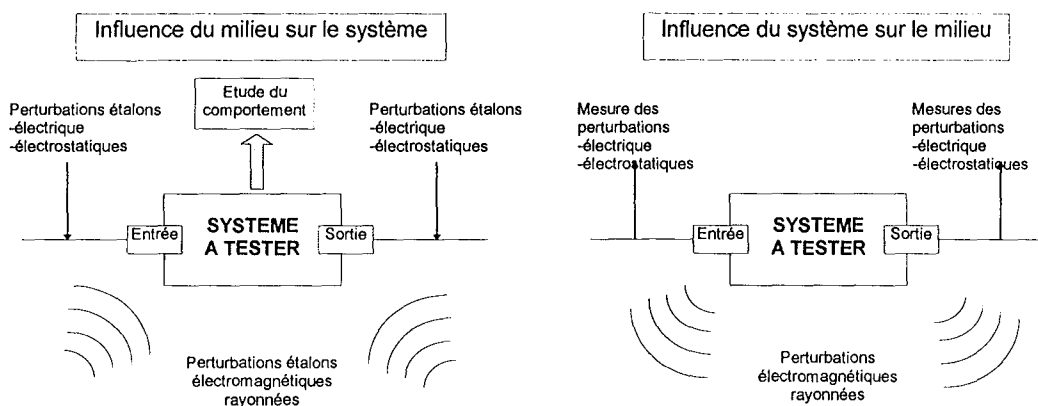 Influence du milieu sur le système
Etude du
comportement
Perturbations étalons
-électrique
-électrostatiques
Perturbations étalons
-électrique
-électrostatiques
Entrée
SYSTEME
A TESTER
Sortie
Perturbations étalons
électromagnétiques
rayonnées
Influence du système sur le milieu
Mesure des
perturbations
-électrique
-électrostatiques
Mesures des
perturbations
-électrique
-électrostatiques
Entrée
SYSTEME
A TESTER
Sortie
Perturbations
électromagnétiques
rayonnées